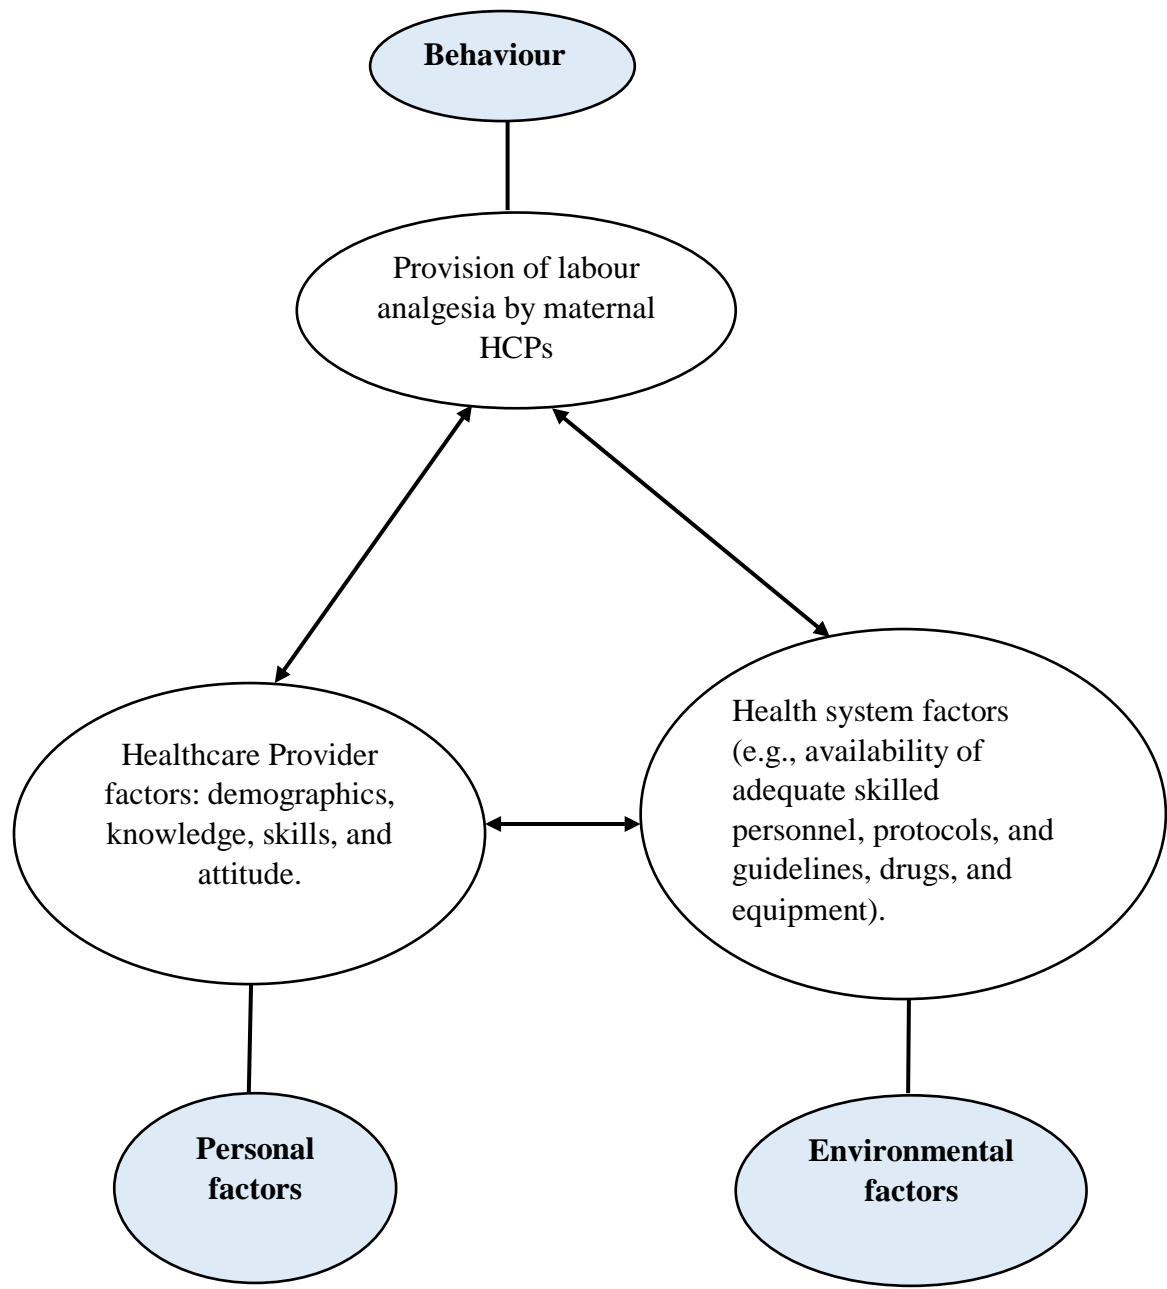 Behaviour
Provision of labour
analgesia by maternal
HCPs
Healthcare Provider
factors: demographics,
knowledge, skills, and
attitude.
Health system factors
(e.g., availability of
adequate skilled
personnel, protocols, and
guidelines, drugs, and
equipment).
Personal
factors
Environmental
factors